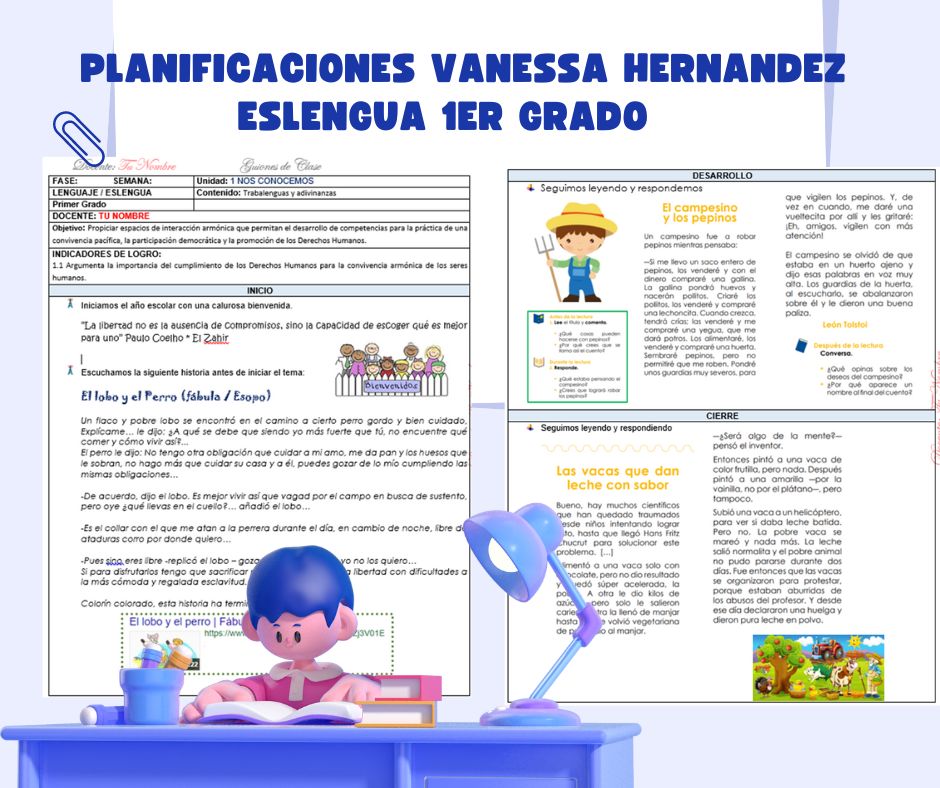 PLANIFICACIONES VANESSA HERNANDEZ
ESLENGUA 1ER GRADO
Docente: Tu Nombre
Guiones de Clase
FASE: SEMANA:
Unidad: 1 NOS CONOCEMOS
LENGUAJE / ESLENGUA
Contenido: Trabalenguas y adivinanzas
Primer Grado
DOCENTE: TU NOMBRE
Objetivo: Propiciar espacios de interacción armónica que permitan el desarrollo de competencias para la práctica de una
convivencia pacífica, la participación democrática y la promoción de los Derechos Humanos.
INDICADORES DE LOGRO:
1.1 Argumenta la importancia del cumplimiento de los Derechos Humanos para la convivencia armónica de los seres
humanos.
INICIO
Iniciamos el año escolar con una calurosa bienvenida.
"La libertad no es la ausencia de compromisos, sino la capacidad de escoger qué es mejor
para uno" Paulo Coelho * El Zahir
Escuchamos la siguiente historia antes de iniciar el tema:
Bienvenidos
El lobo y el Perro (fábula / Esopo)
Un flaco y pobre lobo se encontró en el camino a cierto perro gordo y bien cuidado.
Explícame… le dijo: ¿A qué se debe que siendo yo más fuerte que tú, no encuentre qué
comer y cómo vivir así?...
El perro le dijo: No tengo otra obligación que cuidar a mi amo, me da pan y los huesos que
le sobran, no hago más que cuidar su casa y a él, puedes gozar de lo mío cumpliendo las
mismas obligaciones…
-De acuerdo, dijo el lobo. Es mejor vivir así que vagad por el campo en busca de sustento,
pero oye ¿qué llevas en el cuello?… añadió el lobo…
-Es el collar con el que me atan a la perrera durante el día, en cambio de noche, libre de
ataduras corro por donde quiero…
-Pues sino eres libre -replicó el lobo – goza yo no los quiero…
Si para disfrutarlos tengo que sacrificar a libertad con dificultades a
la más cómoda y regalada esclavitud.
Colorín colorado, esta historia ha termi
El lobo y el perro | Fábu
https://www. zj3V01E
DESARROLLO
Seguimos leyendo y respondemos
El campesino
y los pepinos
Un campesino fue a robar
pepinos mientras pensaba:
—Si me llevo un saco entero de
pepinos, los venderé y con el
dinero compraré una gallina.
La gallina pondrá huevos y
nacerán pollitos. Criaré los
pollitos, los venderé y compraré
una lechoncita. Cuando crezca,
tendrá crías; las venderé y me
compraré una yegua, que me
dará potros. Los alimentaré, los
venderé y compraré una huerta.
Sembraré pepinos, pero no
permitiré que me roben. Pondré
unos guardias muy severos, para
Antes de la lectura
1. Lee el título y comenta.
• ¿Qué cosas pueden
hacerse con pepinos?
• ¿Por qué crees que se
llama así el cuento?
Durante la lectura
2. Responde.
• ¿Qué estaba pensando el
campesino?
• ¿Crees que logrará robar
los pepinos?
que vigilen los pepinos. Y, de
vez en cuando, me daré una
vueltecita por allí y les gritaré:
¡Eh, amigos, vigilen con más
atención!
El campesino se olvidó de que
estaba en un huerto ajeno y
dijo esas palabras en voz muy
alta. Los guardias de la huerta,
al escucharlo, se abalanzaron
sobre él y le dieron una buena
paliza.
León Tolstoi
Después de la lectura
Conversa.
• ¿Qué opinas sobre los
deseos del campesino?
• ¿Por qué aparece un
nombre al final del cuento?
CIERRE
Seguimos leyendo y respondiendo
Las vacas que dan
leche con sabor
Bueno, hay muchos científicos
que han quedado traumados
desde niños intentando lograr
sto, hasta que llegó Hans Fritz
Chucrut para solucionar este
problema. [...]
limentó a una vaca solo con
ocolate, pero no dio resultado
quedó súper acelerada, la
po A otra le dio kilos de
azúc pero solo le salieron
carie tra la llenó de manjar
hasta e volvió vegetariana
de p o al manjar.
—¿Será algo de la mente?—
pensó el inventor.
Entonces pintó a una vaca de
color frutilla, pero nada. Después
pintó a una amarilla —por la
vainilla, no por el plátano—, pero
tampoco.
Subió una vaca a un helicóptero,
para ver si daba leche batida.
Pero no. La pobre vaca se
mareó y nada más. La leche
salió normalita y el pobre animal
no pudo pararse durante dos
días. Fue entonces que las vacas
se organizaron para protestar,
porque estaban aburridas de
los abusos del profesor. Y desde
ese día declararon una huelga y
dieron pura leche en polvo.